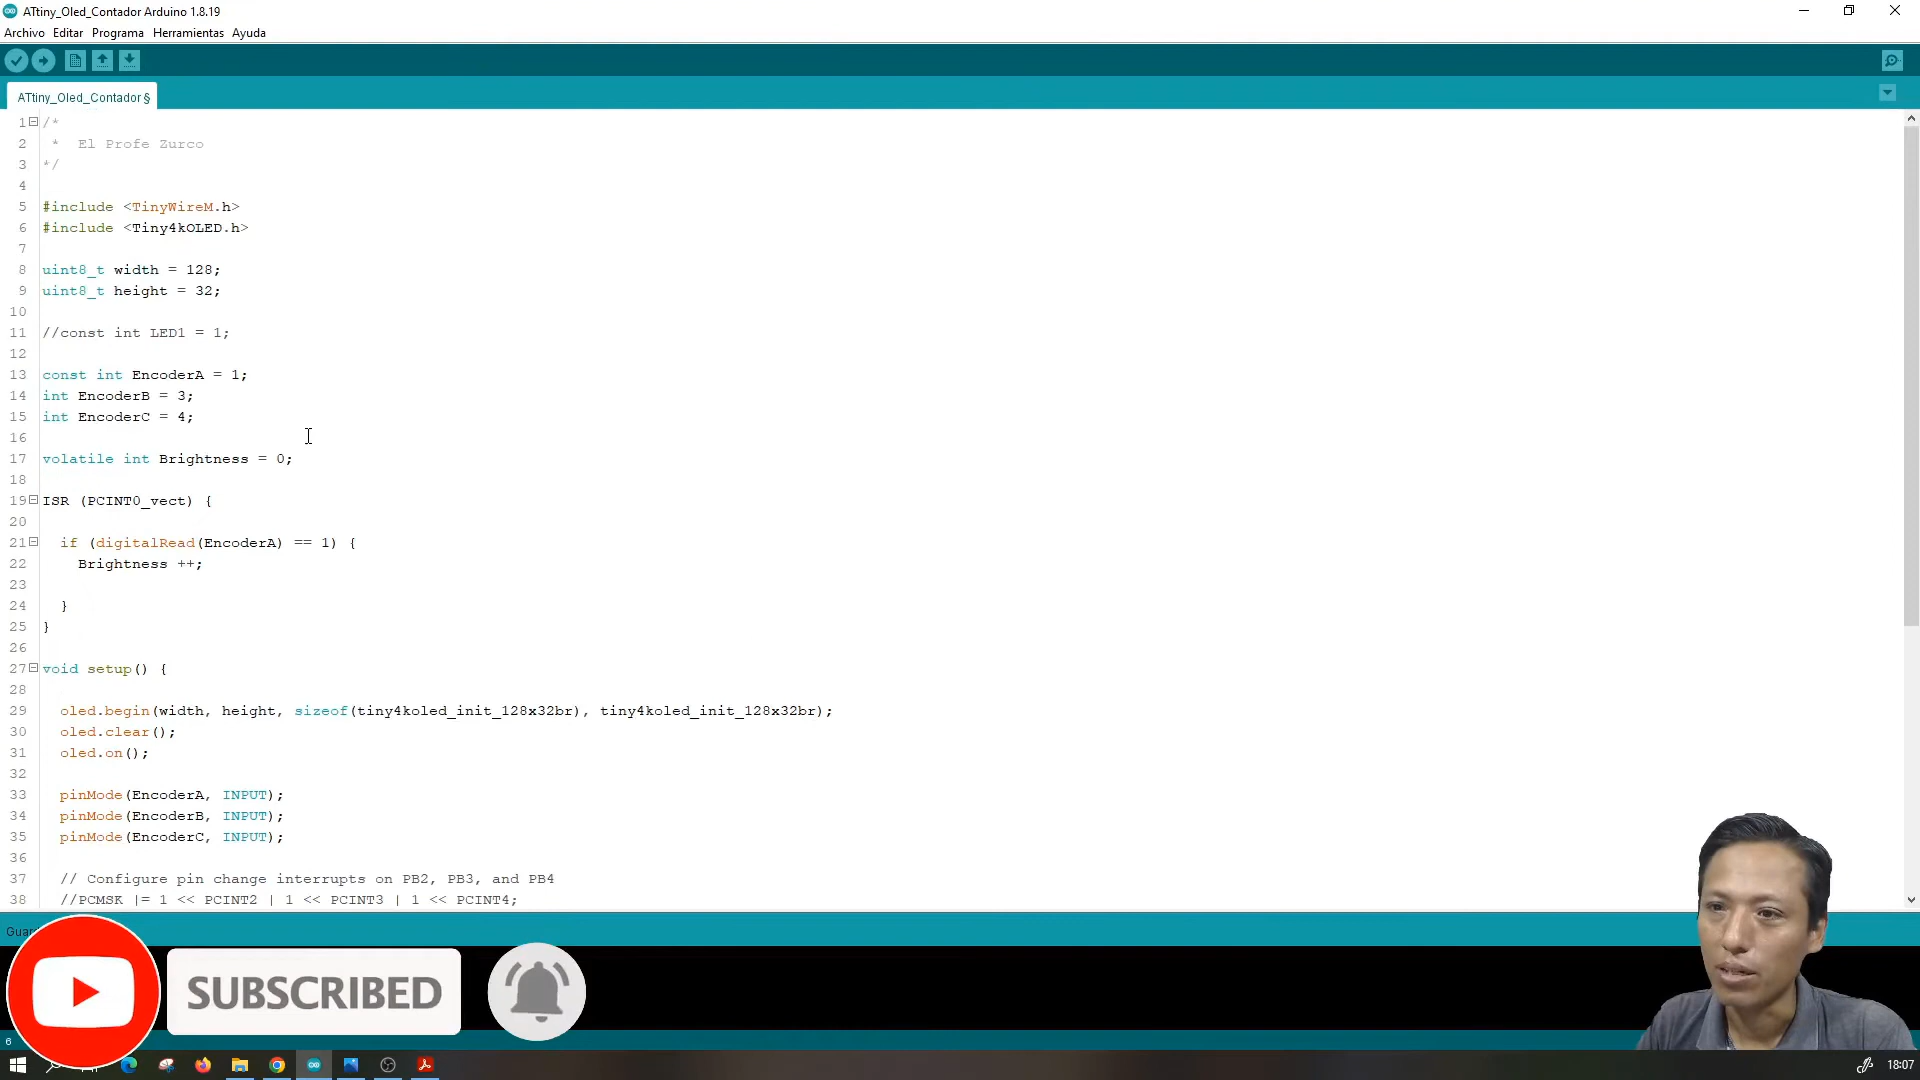 ATtiny_Oled_Contador Arduino 1.8.19
Archivo Editar Programa Herramientas Ayuda
ATtiny_Oled_Contador §
1 /*
2 * El Profe Zurco
3 */
4
5 #include <TinyWireM.h>
6 #include <Tiny4kOLED.h>
7
8 uint8_t width = 128;
9 uint8_t height = 32;
10
11 //const int LED1 = 1;
12
13 const int EncoderA = 1;
14 int EncoderB = 3;
15 int EncoderC = 4;
16
17 volatile int Brightness = 0;
18
19 ISR (PCINT0_vect) {
20
21 if (digitalRead(EncoderA) == 1) {
22 Brightness ++;
23
24 }
25 }
26
27 void setup() {
28
29 oled.begin(width, height, sizeof(tiny4koled_init_128x32br), tiny4koled_init_128x32br);
30 oled.clear();
31 oled.on();
32
33 pinMode(EncoderA, INPUT);
34 pinMode(EncoderB, INPUT);
35 pinMode(EncoderC, INPUT);
36
37 // Configure pin change interrupts on PB2, PB3, and PB4
38 //PCMSK |= 1 << PCINT2 | 1 << PCINT3 | 1 << PCINT4;
SUBSCRIBED
6
18:07